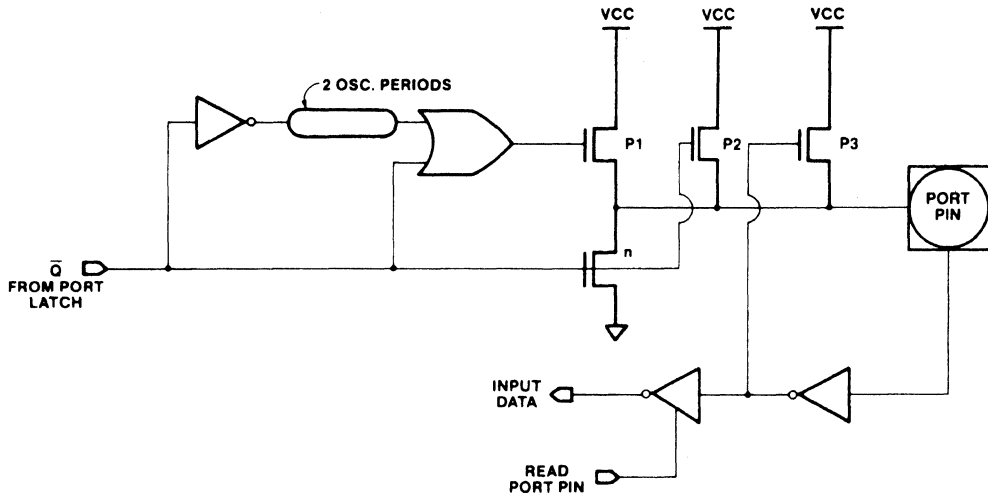 VCC
VCC
VCC
2 OSC. PERIODS
P1
P2
P3
PORT
PIN
n
Q̅
FROM PORT
LATCH
INPUT
DATA
READ
PORT PIN